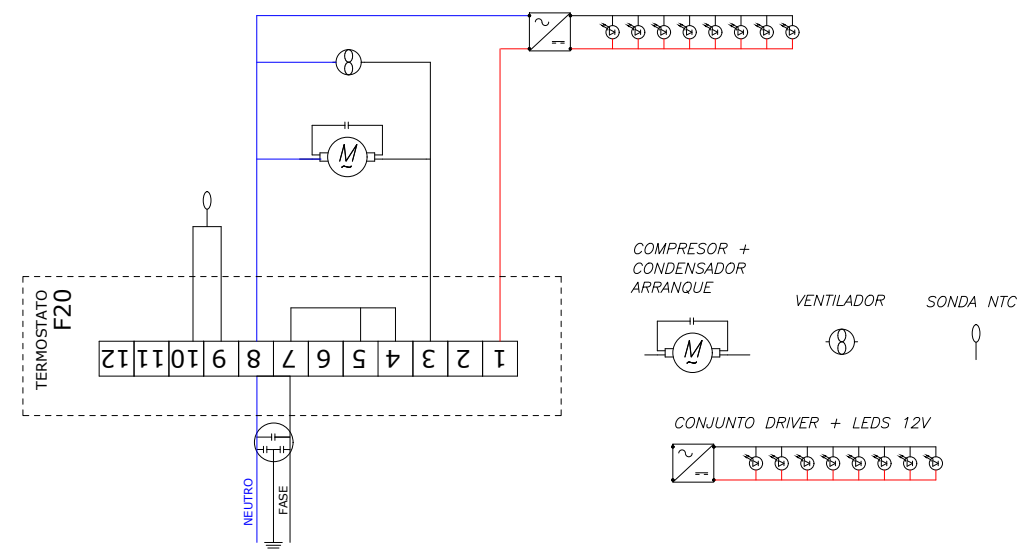 COMPRESOR +
CONDENSADOR
ARRANQUE
VENTILADOR
SONDA NTC
TERMOSTATO
F20
12 11 10 9 8 7 6 5 4 3 2 1
M
~
M
~
CONJUNTO DRIVER + LEDS 12V
NEUTRO
FASE